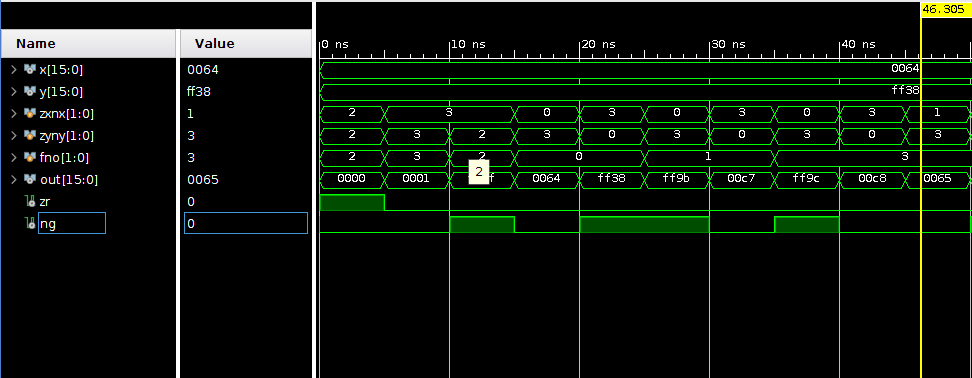 46.305
Name Value
0 ns 10 ns 20 ns 30 ns 40 ns
x[15:0] 0064 0064
y[15:0] ff38 ff38
zxnx[1:0] 1 2 3 0 3 0 3 0 3 1
zyny[1:0] 3 2 3 2 3 0 3 0 3 0 3
fno[1:0] 3 2 3 2 0 1 3
2
out[15:0] 0065 0000 0001 f 0064 ff38 ff9b 00c7 ff9c 00c8 0065
zr 0
ng 0